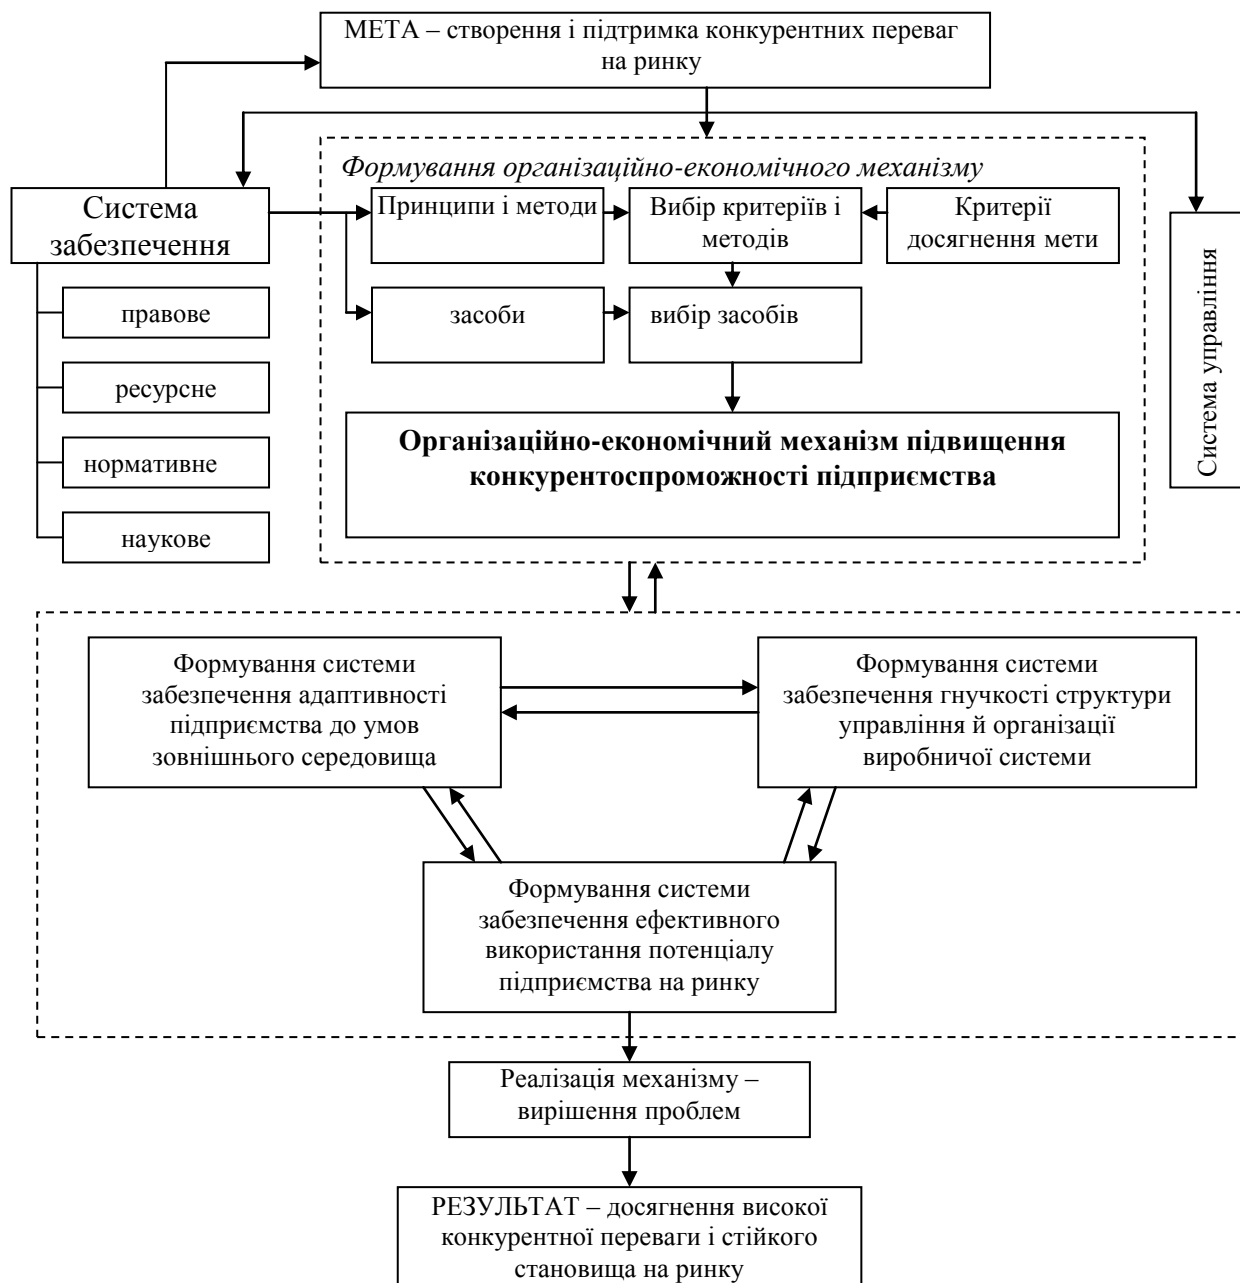 МЕТА – створення і підтримка конкурентних переваг
на ринку
Формування організаційно-економічного механізму
Система
забезпечення
Принципи і методи
Вибір критеріїв і
методів
Критерії
досягнення мети
Система управління
правове
засоби
вибір засобів
ресурсне
нормативне
наукове
Організаційно-економічний механізм підвищення
конкурентоспроможності підприємства
Формування системи
забезпечення адаптивності
підприємства до умов
зовнішнього середовища
Формування системи
забезпечення гнучкості структури
управління й організації
виробничої системи
Формування системи
забезпечення ефективного
використання потенціалу
підприємства на ринку
Реалізація механізму –
вирішення проблем
РЕЗУЛЬТАТ – досягнення високої
конкурентної переваги і стійкого
становища на ринку